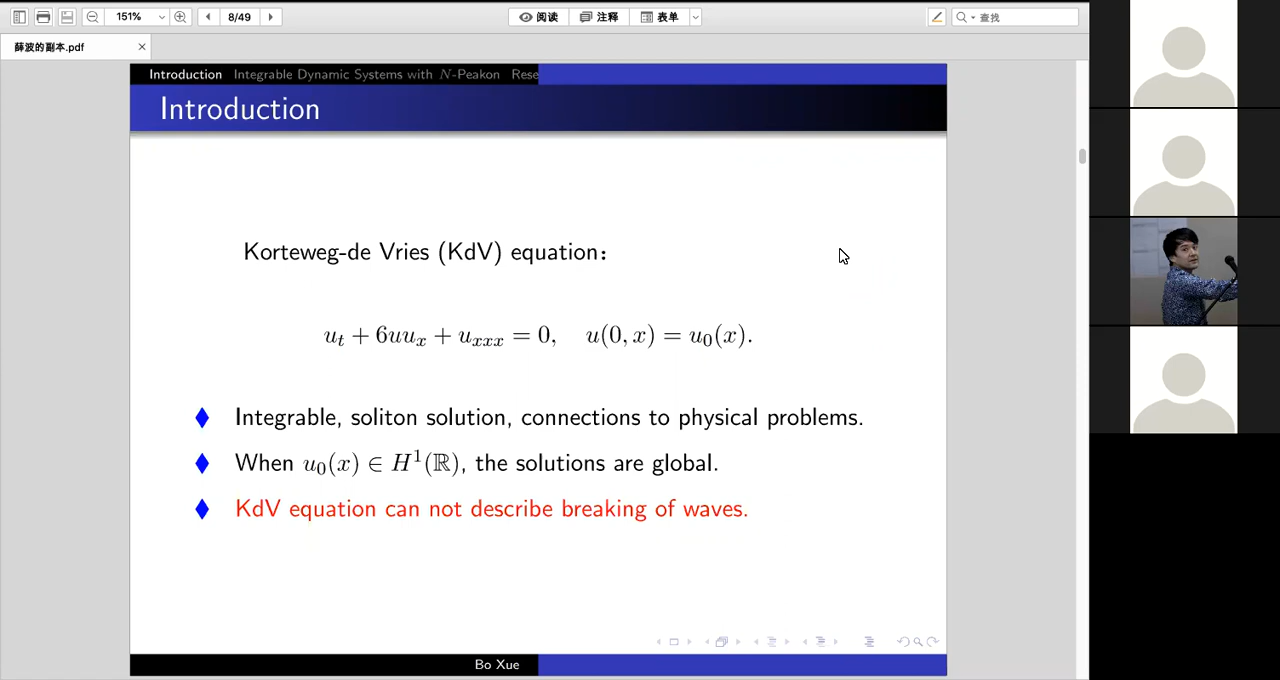 151%
8/49
阅读
注释
表单
查找
薛波的副本.pdf
Introduction Integrable Dynamic Systems with N-Peakon Rese
Introduction
Korteweg-de Vries (KdV) equation：
u_t + 6uu_x + u_{xxx} = 0, u(0, x) = u_0(x).
Integrable, soliton solution, connections to physical problems.
When u_0(x) ∈ H^1(ℝ), the solutions are global.
KdV equation can not describe breaking of waves.
Bo Xue